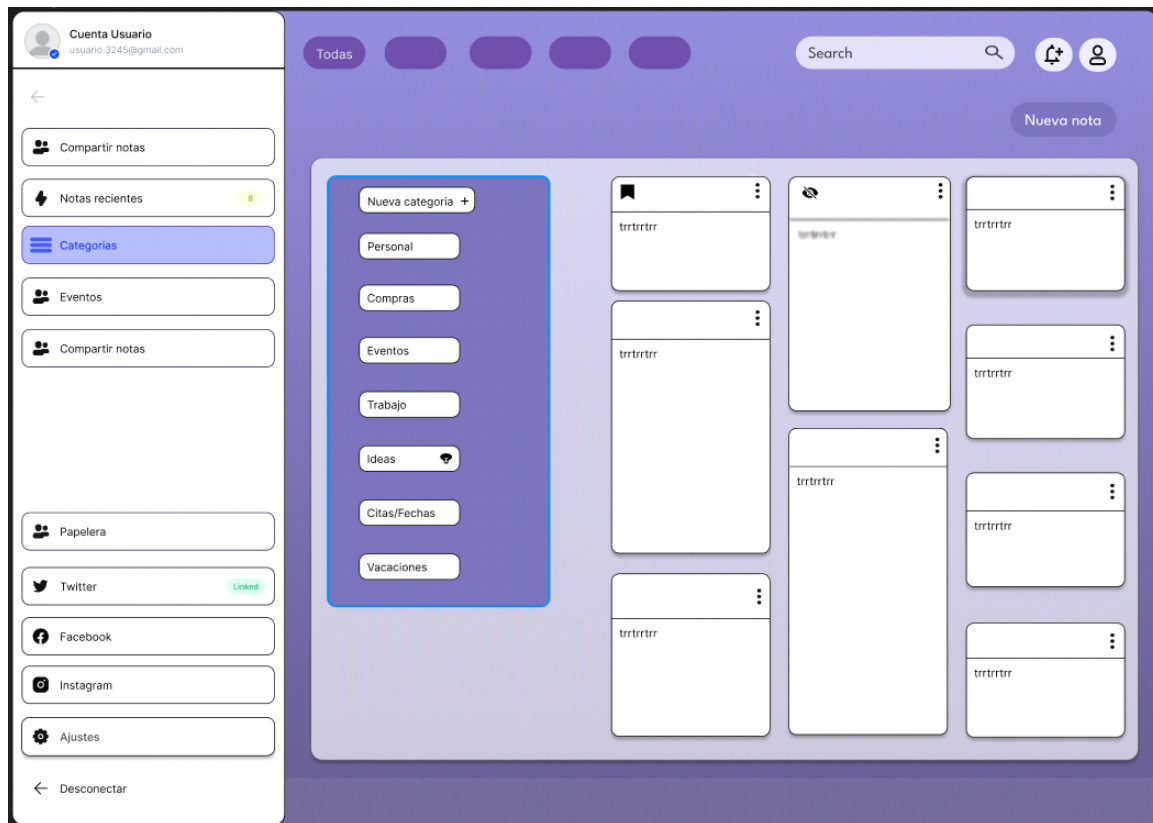 Cuenta Usuario
usuario.3245@gmail.com
Compartir notas
Notas recientes 8
Categorias
Eventos
Compartir notas
Papelera
Twitter Linked
Facebook
Instagram
Ajustes
Desconectar
Todas
Search
Nueva nota
Nueva categoria +
Personal
Compras
Eventos
Trabajo
Ideas
Citas/Fechas
Vacaciones
trrtrrtrr
trrtrrtrr
trrtrrtrr
trrtrrtrr
trrtrrtrr
trrtrrtrr
trrtrrtrr
trrtrrtrr